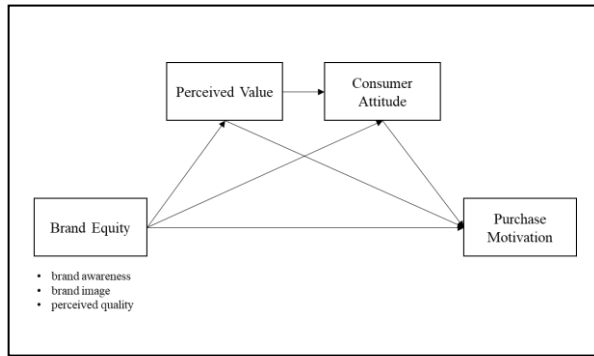 Perceived Value
Consumer
Attitude
Brand Equity
Purchase
Motivation
• brand awareness
• brand image
• perceived quality